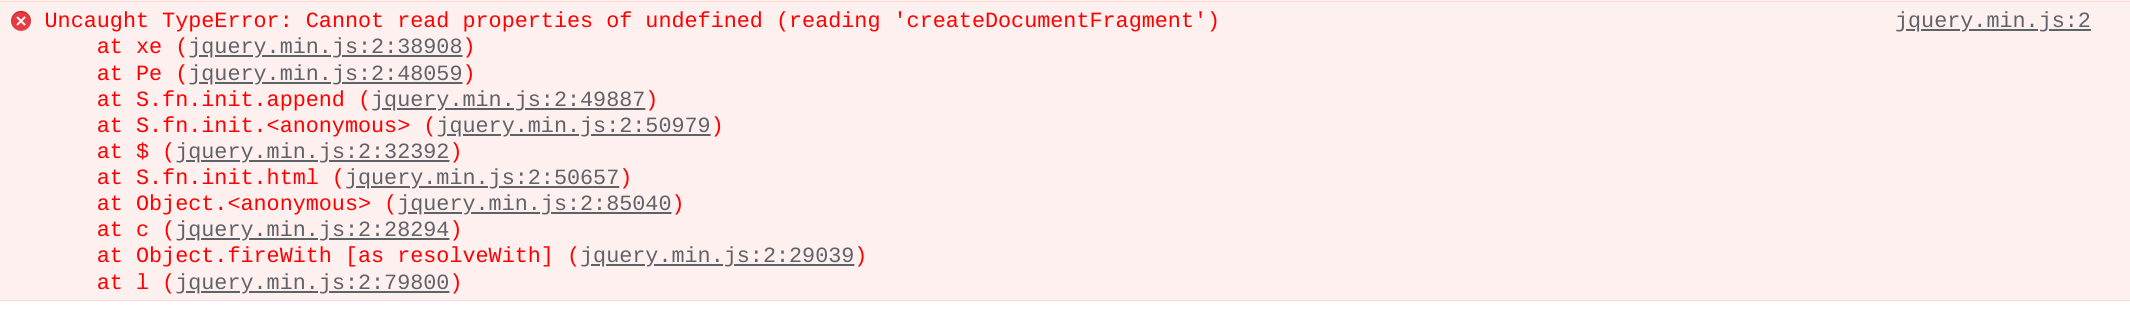 Uncaught TypeError: Cannot read properties of undefined (reading 'createDocumentFragment') jquery.min.js:2
at xe (jquery.min.js:2:38908)
at Pe (jquery.min.js:2:48059)
at S.fn.init.append (jquery.min.js:2:49887)
at S.fn.init.<anonymous> (jquery.min.js:2:50979)
at $ (jquery.min.js:2:32392)
at S.fn.init.html (jquery.min.js:2:50657)
at Object.<anonymous> (jquery.min.js:2:85040)
at c (jquery.min.js:2:28294)
at Object.fireWith [as resolveWith] (jquery.min.js:2:29039)
at l (jquery.min.js:2:79800)